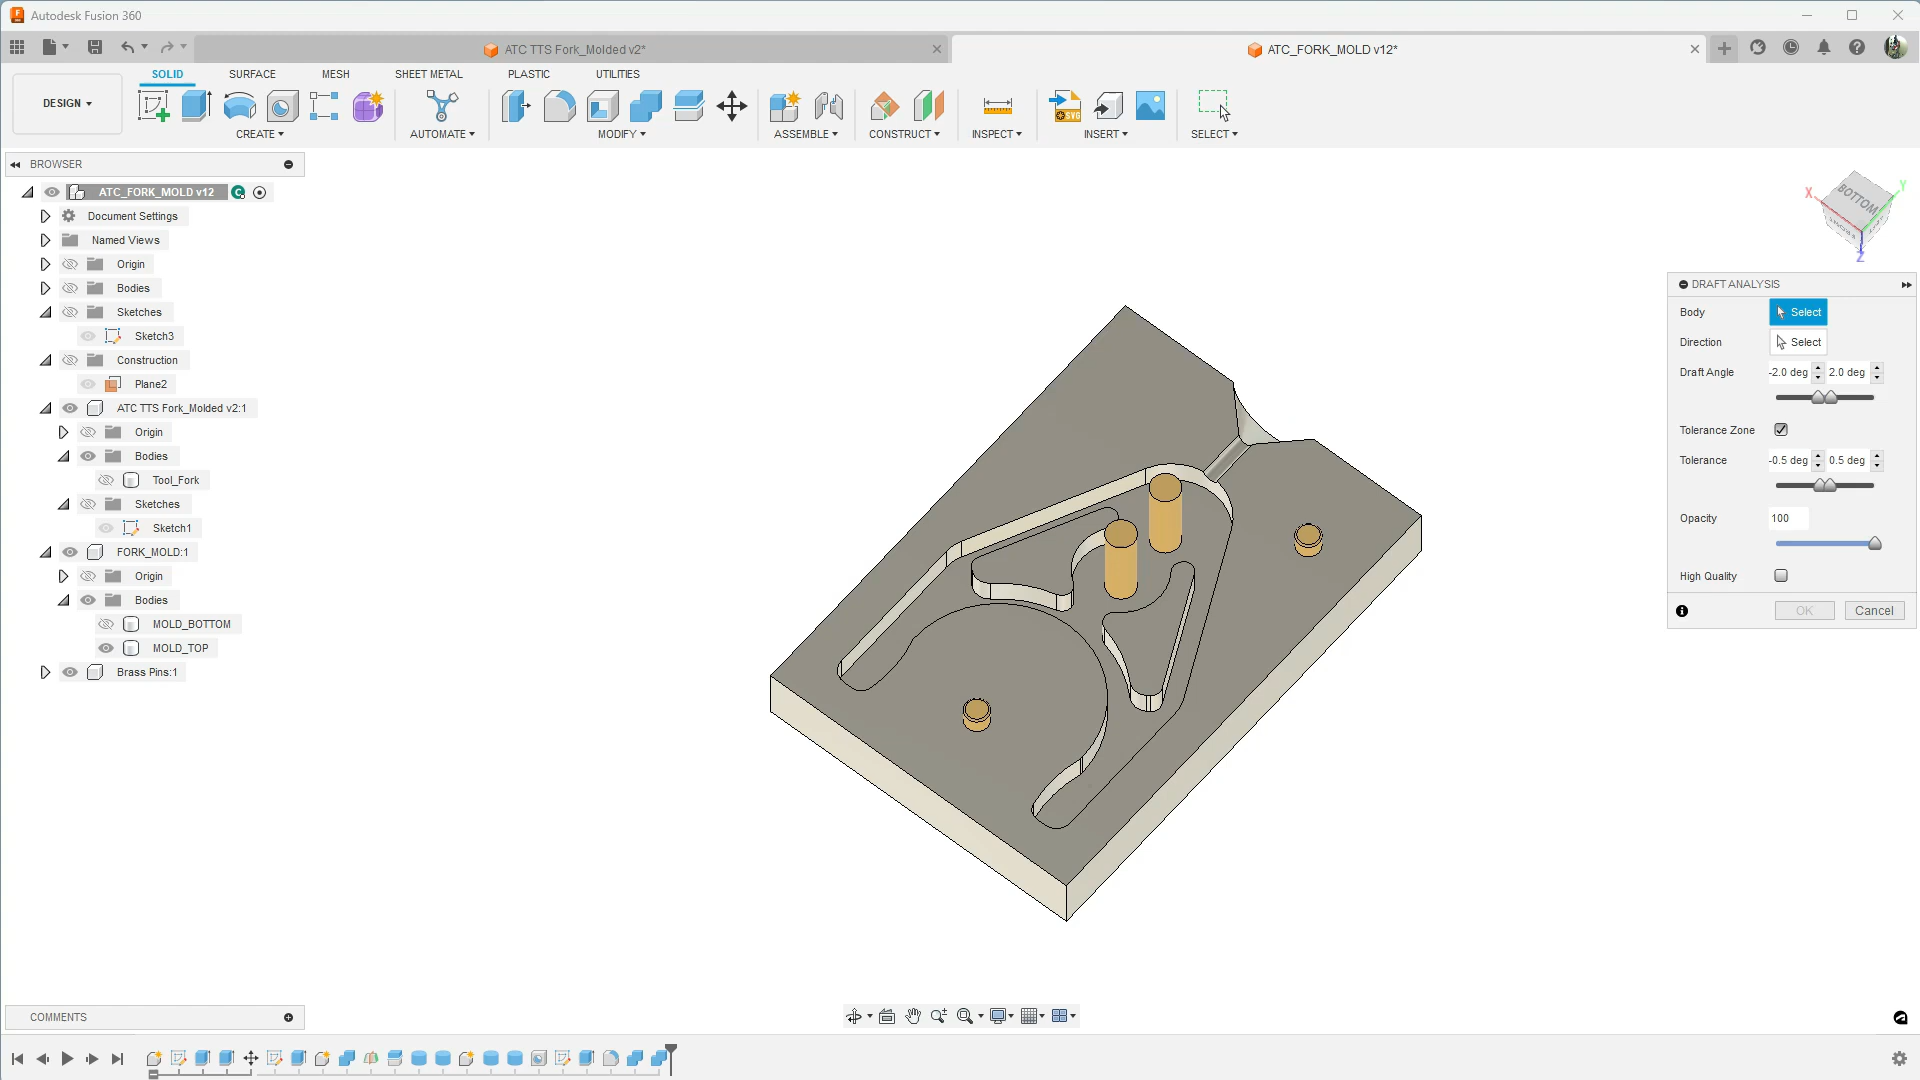 Autodesk Fusion 360
ATC TTS Fork_Molded v2*
ATC_FORK_MOLD v12*
SOLID SURFACE MESH SHEET METAL PLASTIC UTILITIES
DESIGN
SVG
CREATE AUTOMATE MODIFY ASSEMBLE CONSTRUCT INSPECT INSERT SELECT
BROWSER
ATC_FORK_MOLD v12
Document Settings
Named Views
Origin
Bodies
Sketches
Sketch3
Construction
Plane2
ATC TTS Fork_Molded v2:1
Origin
Bodies
Tool_Fork
Sketches
Sketch1
FORK_MOLD:1
Origin
Bodies
MOLD_BOTTOM
MOLD_TOP
Brass Pins:1
X Y
BOTTOM
Z
DRAFT ANALYSIS
Body Select
Direction Select
Draft Angle -2.0 deg 2.0 deg
Tolerance Zone
Tolerance -0.5 deg 0.5 deg
Opacity 100
High Quality
OK Cancel
COMMENTS